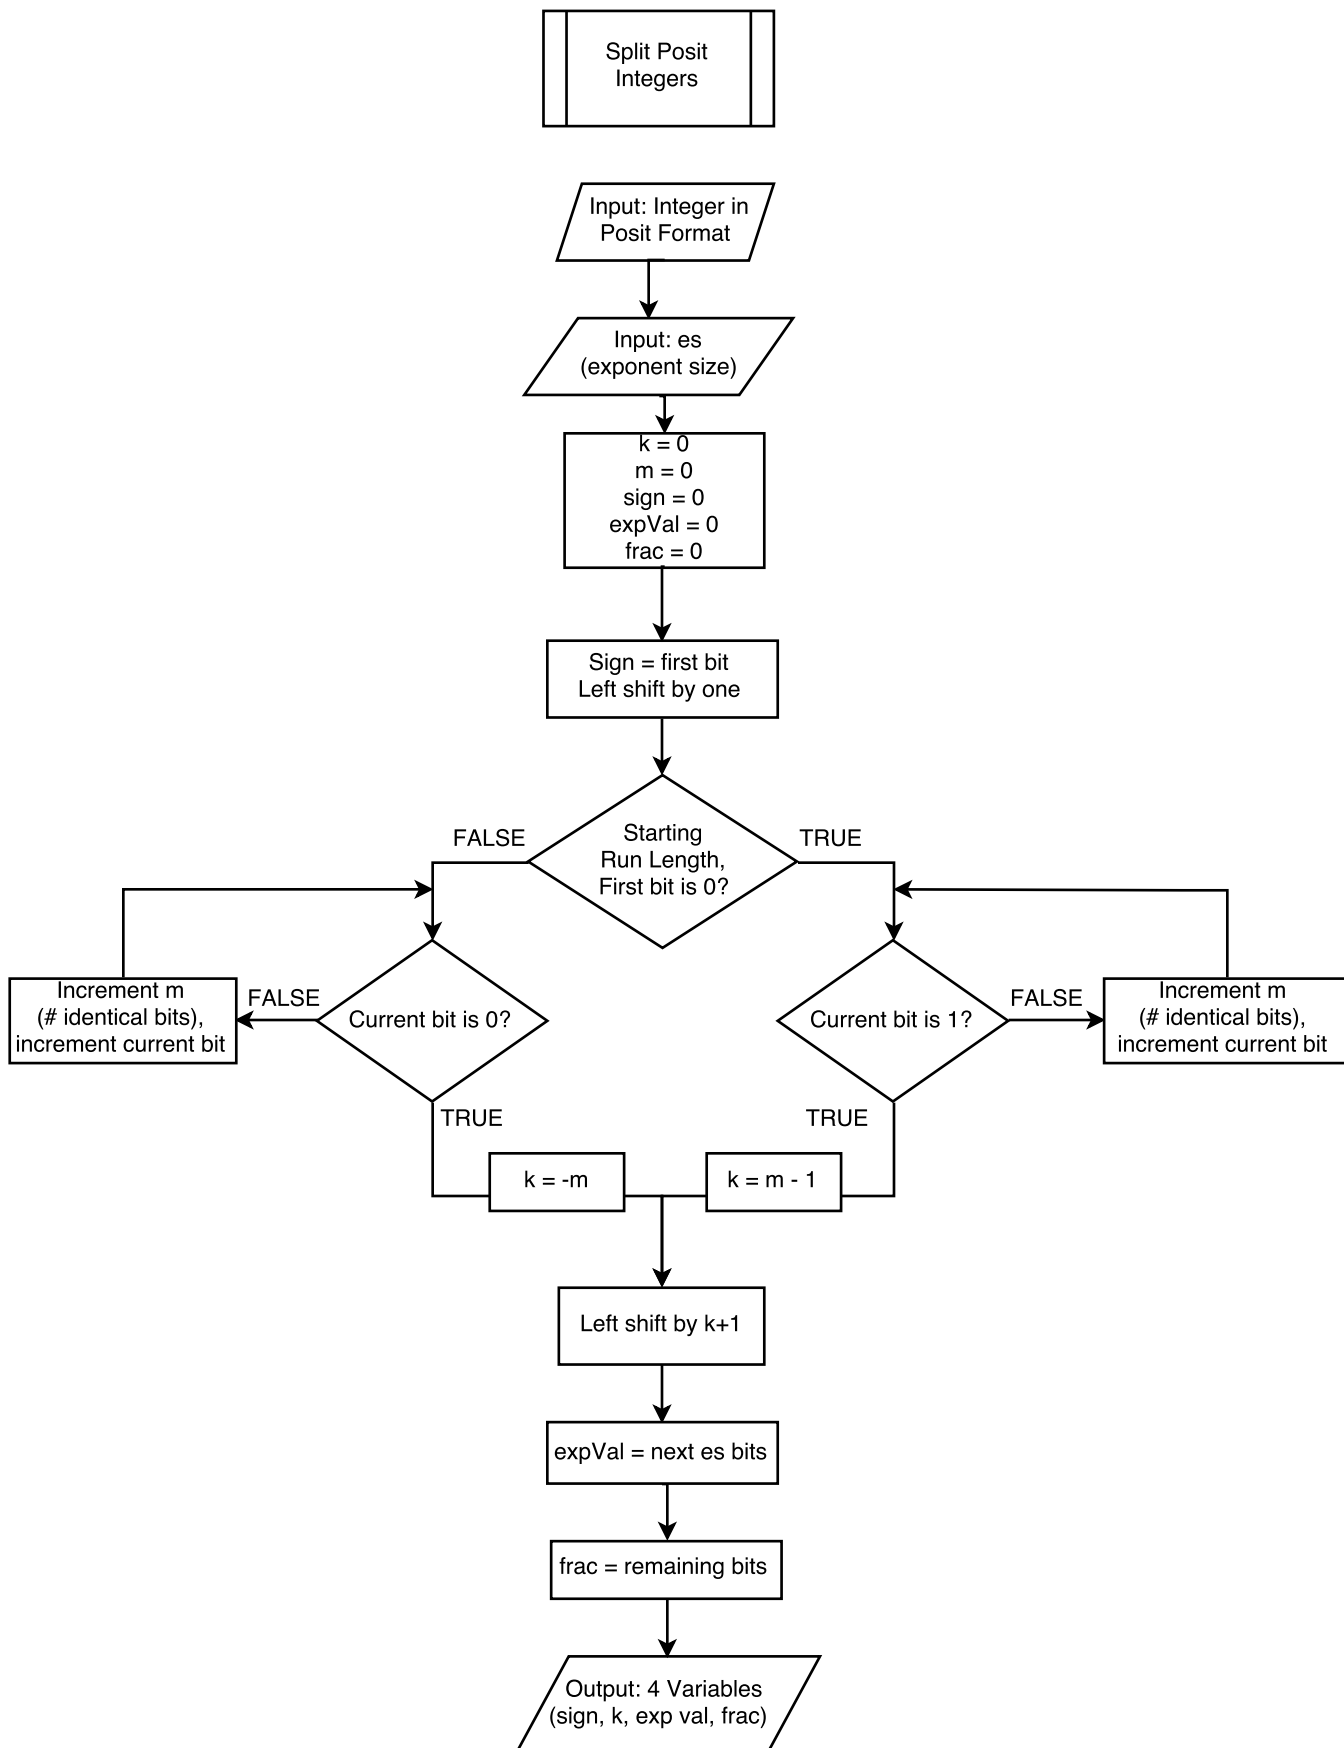 Split Posit
Integers
Input: Integer in
Posit Format
Input: es
(exponent size)
k = 0
m = 0
sign = 0
expVal = 0
frac = 0
Sign = first bit
Left shift by one
Starting
Run Length,
First bit is 0?
FALSE
TRUE
Increment m
(# identical bits),
increment current bit
FALSE
Current bit is 0?
Current bit is 1?
FALSE
Increment m
(# identical bits),
increment current bit
TRUE
TRUE
k = -m
k = m - 1
Left shift by k+1
expVal = next es bits
frac = remaining bits
Output: 4 Variables
(sign, k, exp val, frac)